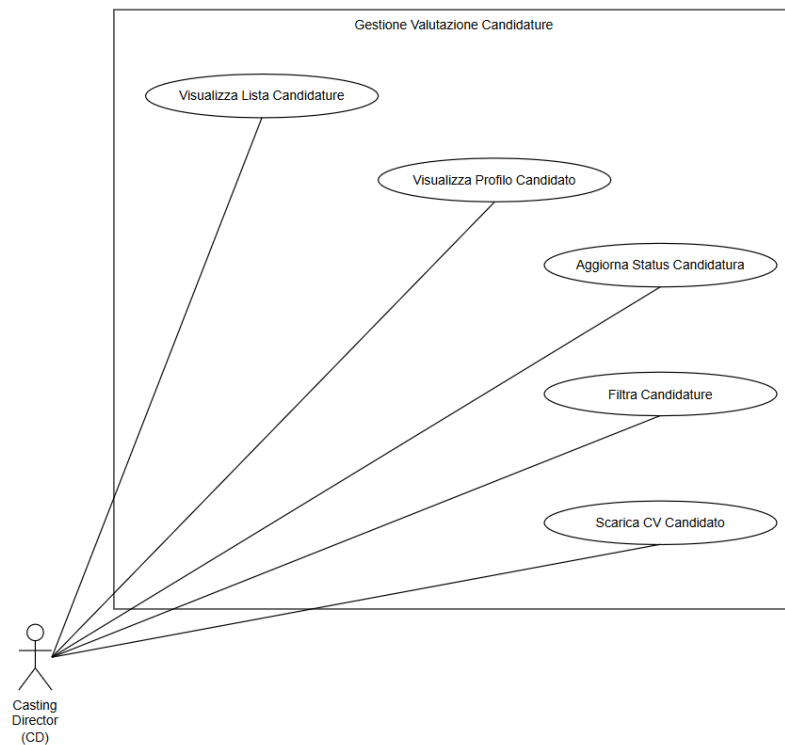 Gestione Valutazione Candidature
Visualizza Lista Candidature
Visualizza Profilo Candidato
Aggiorna Status Candidatura
Filtra Candidature
Scarica CV Candidato
Casting
Director
(CD)